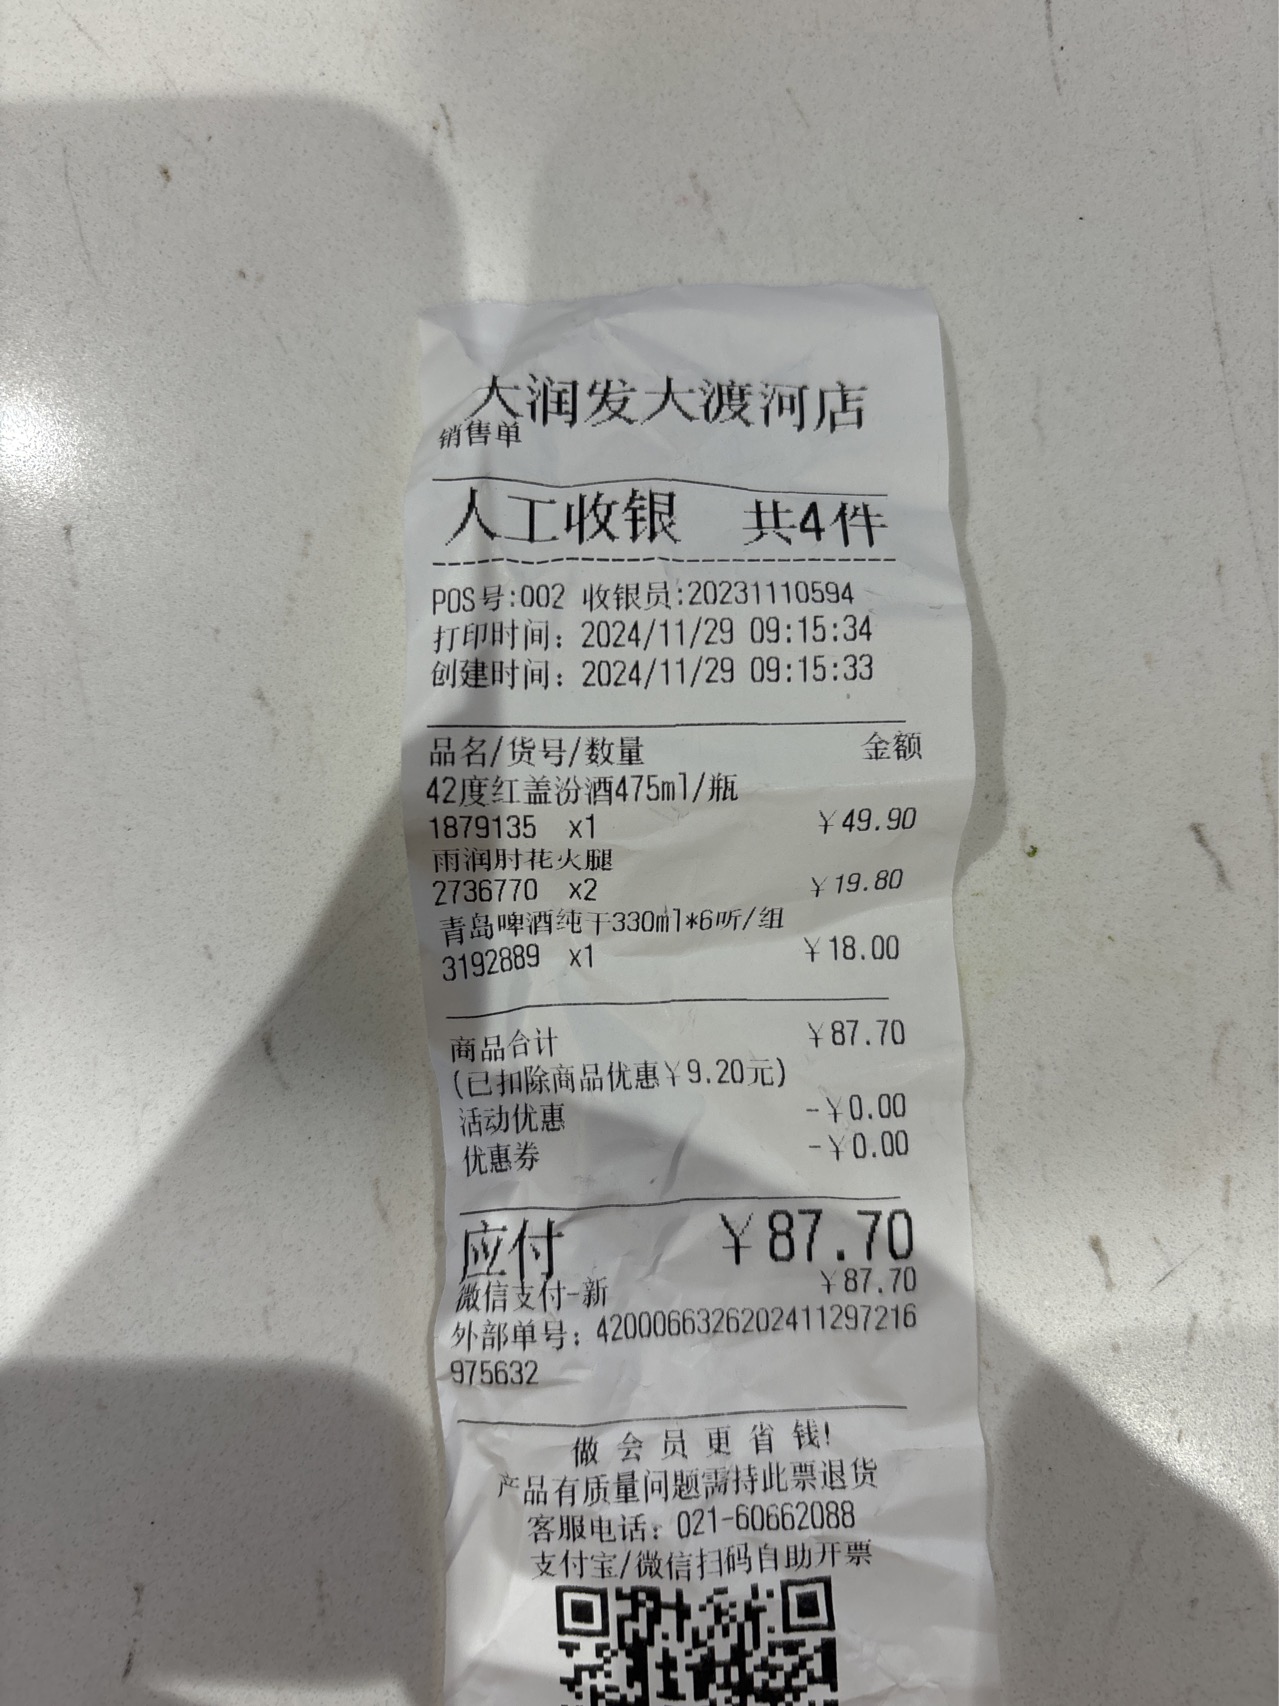 大润发大渡河店
销售单
人工收银 共4件
POS号:002 收银员:20231110594
打印时间：2024/11/29 09:15:34
创建时间：2024/11/29 09:15:33
品名/货号/数量 金额
42度红盖汾酒475ml/瓶
1879135 x1 ￥49.90
雨润肘花火腿
2736770 x2 ￥19.80
青岛啤酒纯干330ml*6听/组
3192889 x1 ￥18.00
商品合计 ￥87.70
(已扣除商品优惠￥9.20元)
活动优惠 -￥0.00
优惠券 -￥0.00
应付 ￥87.70
微信支付-新 ￥87.70
外部单号：4200066326202411297216
975632
做 会 员 更 省 钱!
产品有质量问题需持此票退货
客服电话：021-60662088
支付宝/微信扫码自助开票